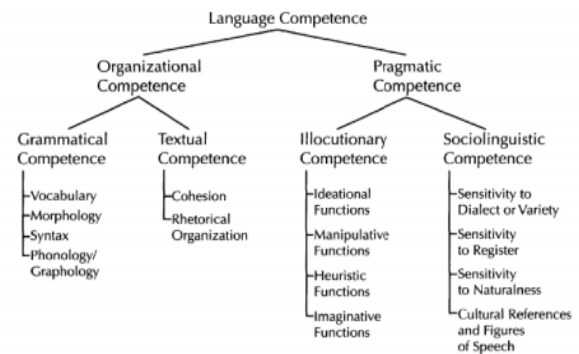 Language Competence
Organizational
Competence
Pragmatic
Competence
Grammatical
Competence
Textual
Competence
Illocutionary
Competence
Sociolinguistic
Competence
Vocabulary
Morphology
Syntax
Phonology/
Graphology
Cohesion
Rhetorical
Organization
Ideational
Functions
Manipulative
Functions
Heuristic
Functions
Imaginative
Functions
Sensitivity to
Dialect or Variety
Sensitivity
to Register
Sensitivity
to Naturalness
Cultural References
and Figures
of Speech